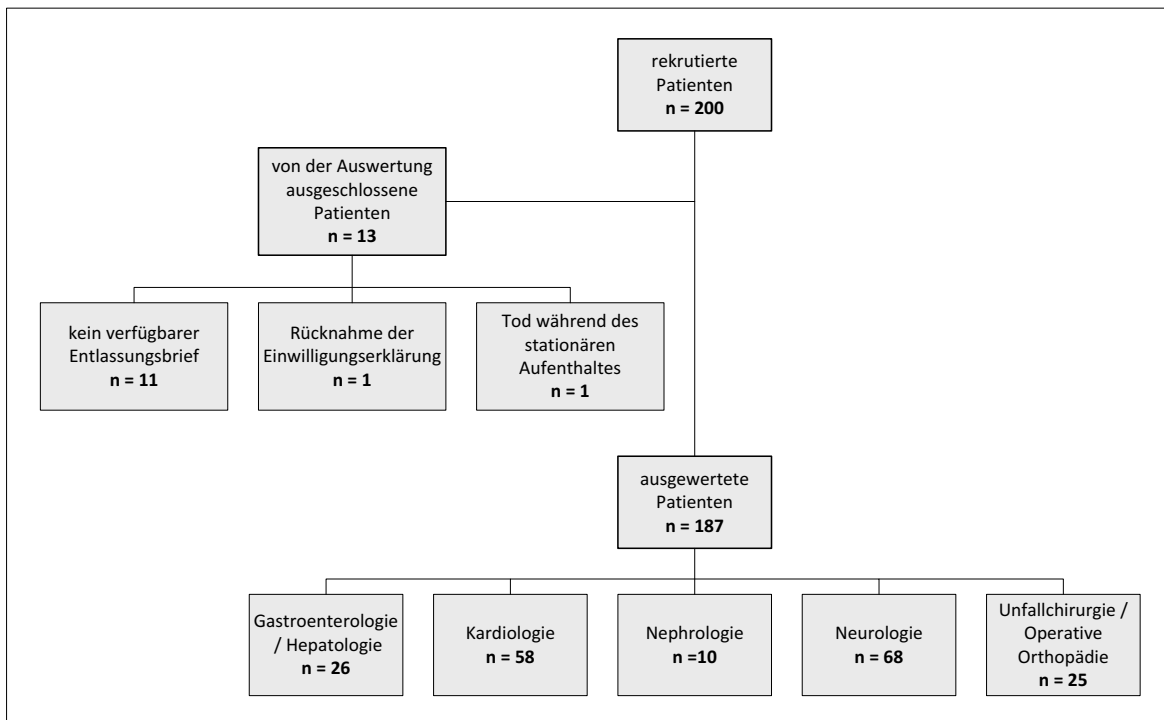 rekrutierte
Patienten
n = 200
von der Auswertung
ausgeschlossene
Patienten
n = 13
kein verfügbarer
Entlassungsbrief
n = 11
Rücknahme der
Einwilligungserklärung
n = 1
Tod während des
stationären
Aufenthaltes
n = 1
ausgewertete
Patienten
n = 187
Gastroenterologie
/ Hepatologie
n = 26
Kardiologie
n = 58
Nephrologie
n =10
Neurologie
n = 68
Unfallchirurgie /
Operative
Orthopädie
n = 25